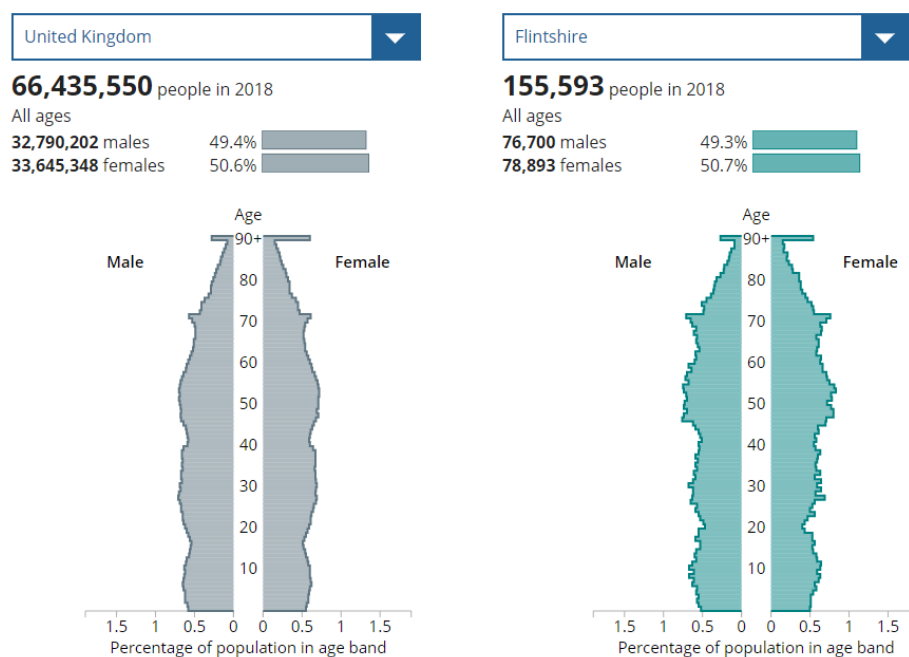 United Kingdom
66,435,550 people in 2018
All ages
32,790,202 males 49.4%
33,645,348 females 50.6%
Age
90+
Male
Female
80
70
60
50
40
30
20
10
1.5 1 0.5 0 0 0.5 1 1.5
Percentage of population in age band
Flintshire
155,593 people in 2018
All ages
76,700 males 49.3%
78,893 females 50.7%
Age
90+
Male
Female
80
70
60
50
40
30
20
10
1.5 1 0.5 0 0 0.5 1 1.5
Percentage of population in age band